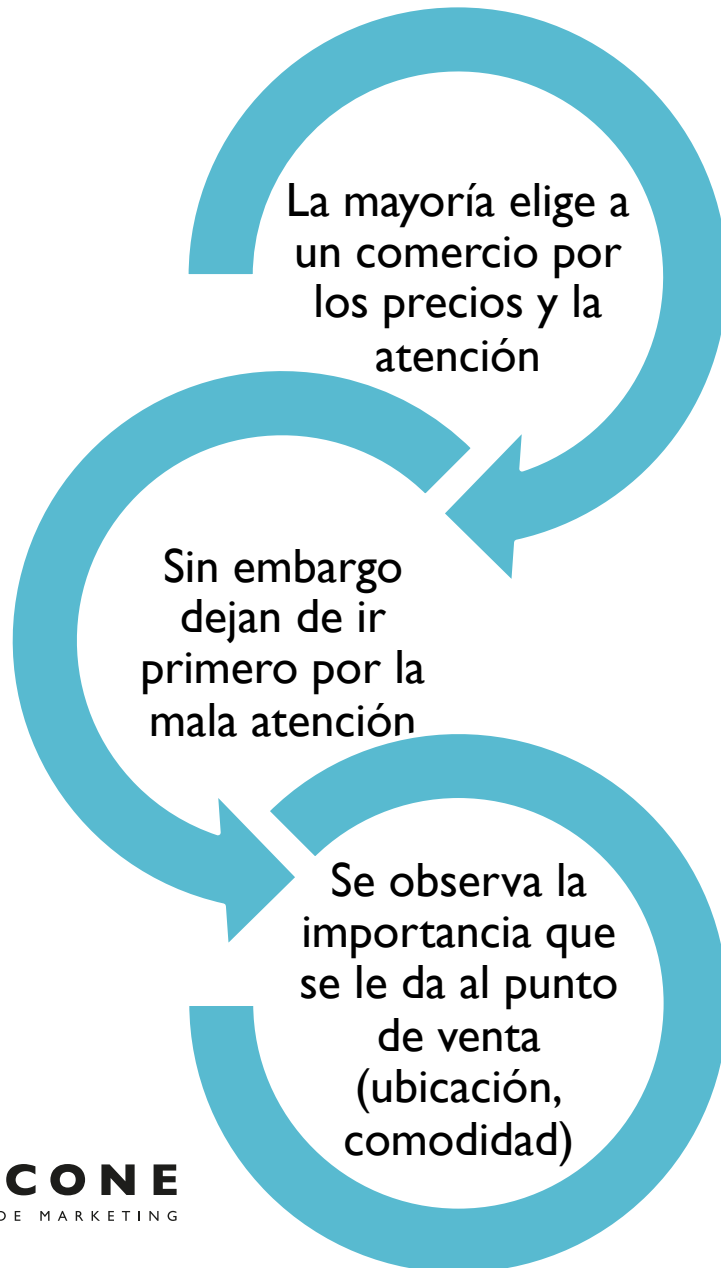 La mayoría elige a
un comercio por
los precios y la
atención
Sin embargo
dejan de ir
primero por la
mala atención
Se observa la
importancia que
se le da al punto
de venta
(ubicación,
comodidad)
CONE
DE MARKETING